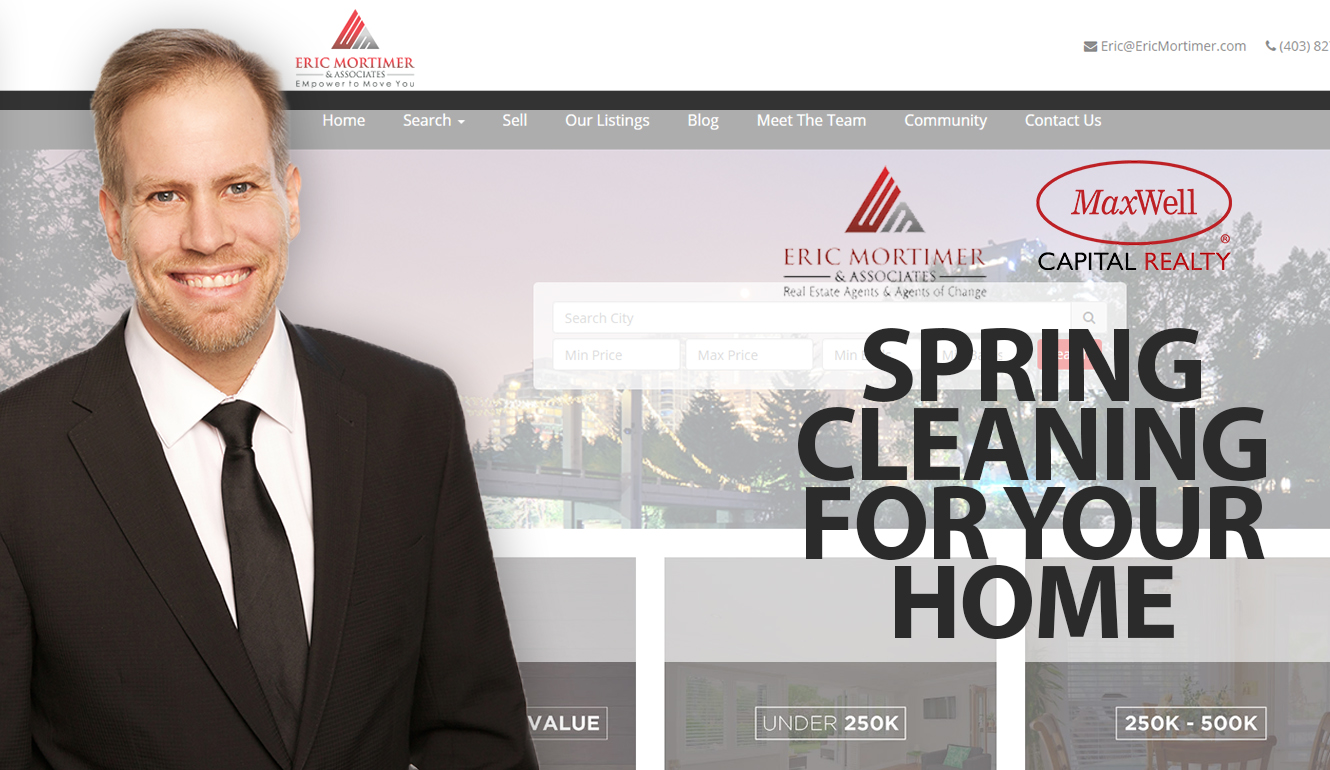 ERIC MORTIMER
& ASSOCIATES
EMpower to Move You
Eric@EricMortimer.com
(403) 82
Home Search Sell Our Listings Blog Meet The Team Community Contact Us
ERIC MORTIMER
& ASSOCIATES
Real Estate Agents & Agents of Change
MaxWell
®
CAPITAL REALTY
Search City
Min Price Max Price Min
SPRING
CLEANING
FOR YOUR
HOME
VALUE
UNDER 250K
250K - 500K